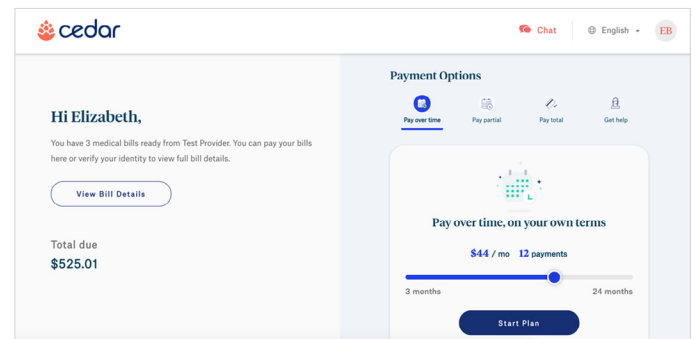 cedar
Chat
English
EB
Hi Elizabeth,
You have 3 medical bills ready from Test Provider. You can pay your bills
here or verify your identity to view full bill details.
View Bill Details
Total due
$525.01
Payment Options
Pay over time
Pay partial
Pay total
Get help
Pay over time, on your own terms
$44 / mo 12 payments
3 months
24 months
Start Plan